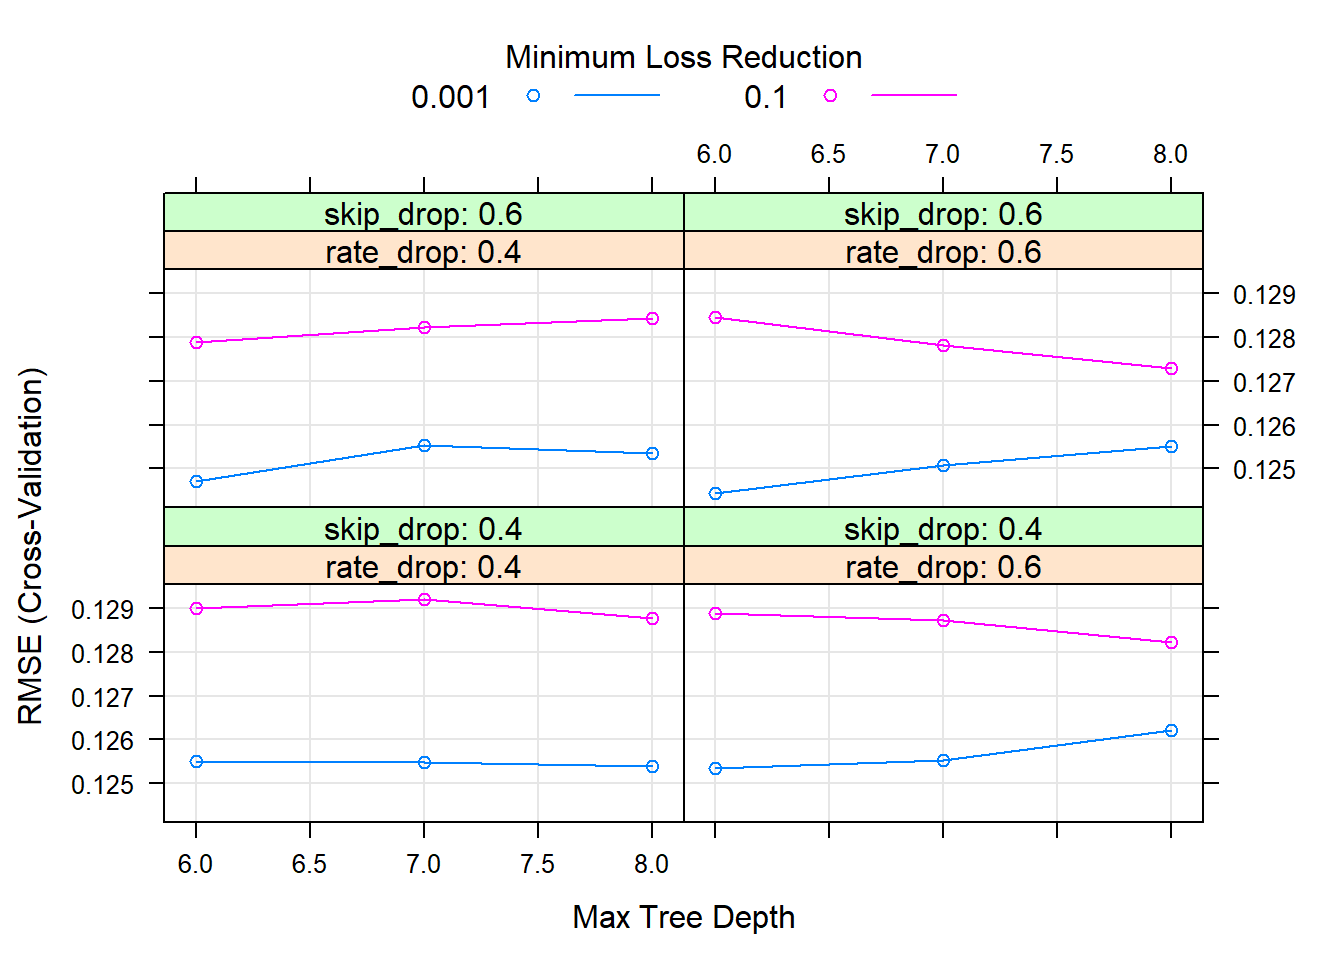 Minimum Loss Reduction
0.001 0.1
6.0 6.5 7.0 7.5 8.0
skip_drop: 0.6 skip_drop: 0.6
rate_drop: 0.4 rate_drop: 0.6
0.129
0.128
0.127
0.126
0.125
skip_drop: 0.4 skip_drop: 0.4
rate_drop: 0.4 rate_drop: 0.6
RMSE (Cross-Validation)
0.129
0.128
0.127
0.126
0.125
6.0 6.5 7.0 7.5 8.0
Max Tree Depth